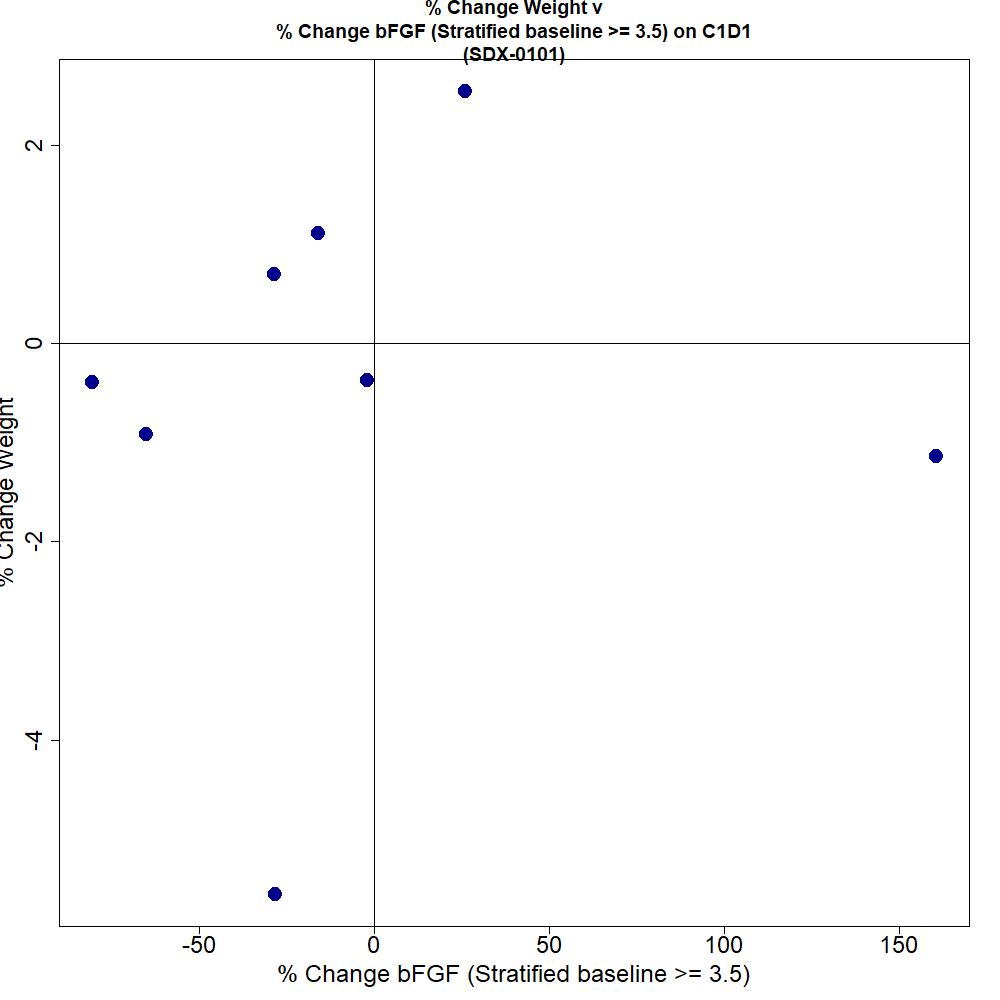 % Change Weight v
% Change bFGF (Stratified baseline >= 3.5) on C1D1
(SDX-0101)
2
0
-2
-4
% Change Weight
-50
0
50
100
150
% Change bFGF (Stratified baseline >= 3.5)